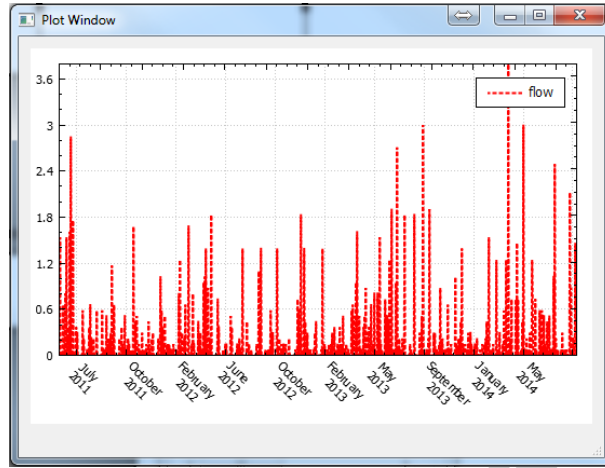 Plot Window
3.6
3
2.4
1.8
1.2
0.6
0
flow
July
2011
October
2011
February
2012
June
2012
October
2012
February
2013
May
2013
September
2013
January
2014
May
2014